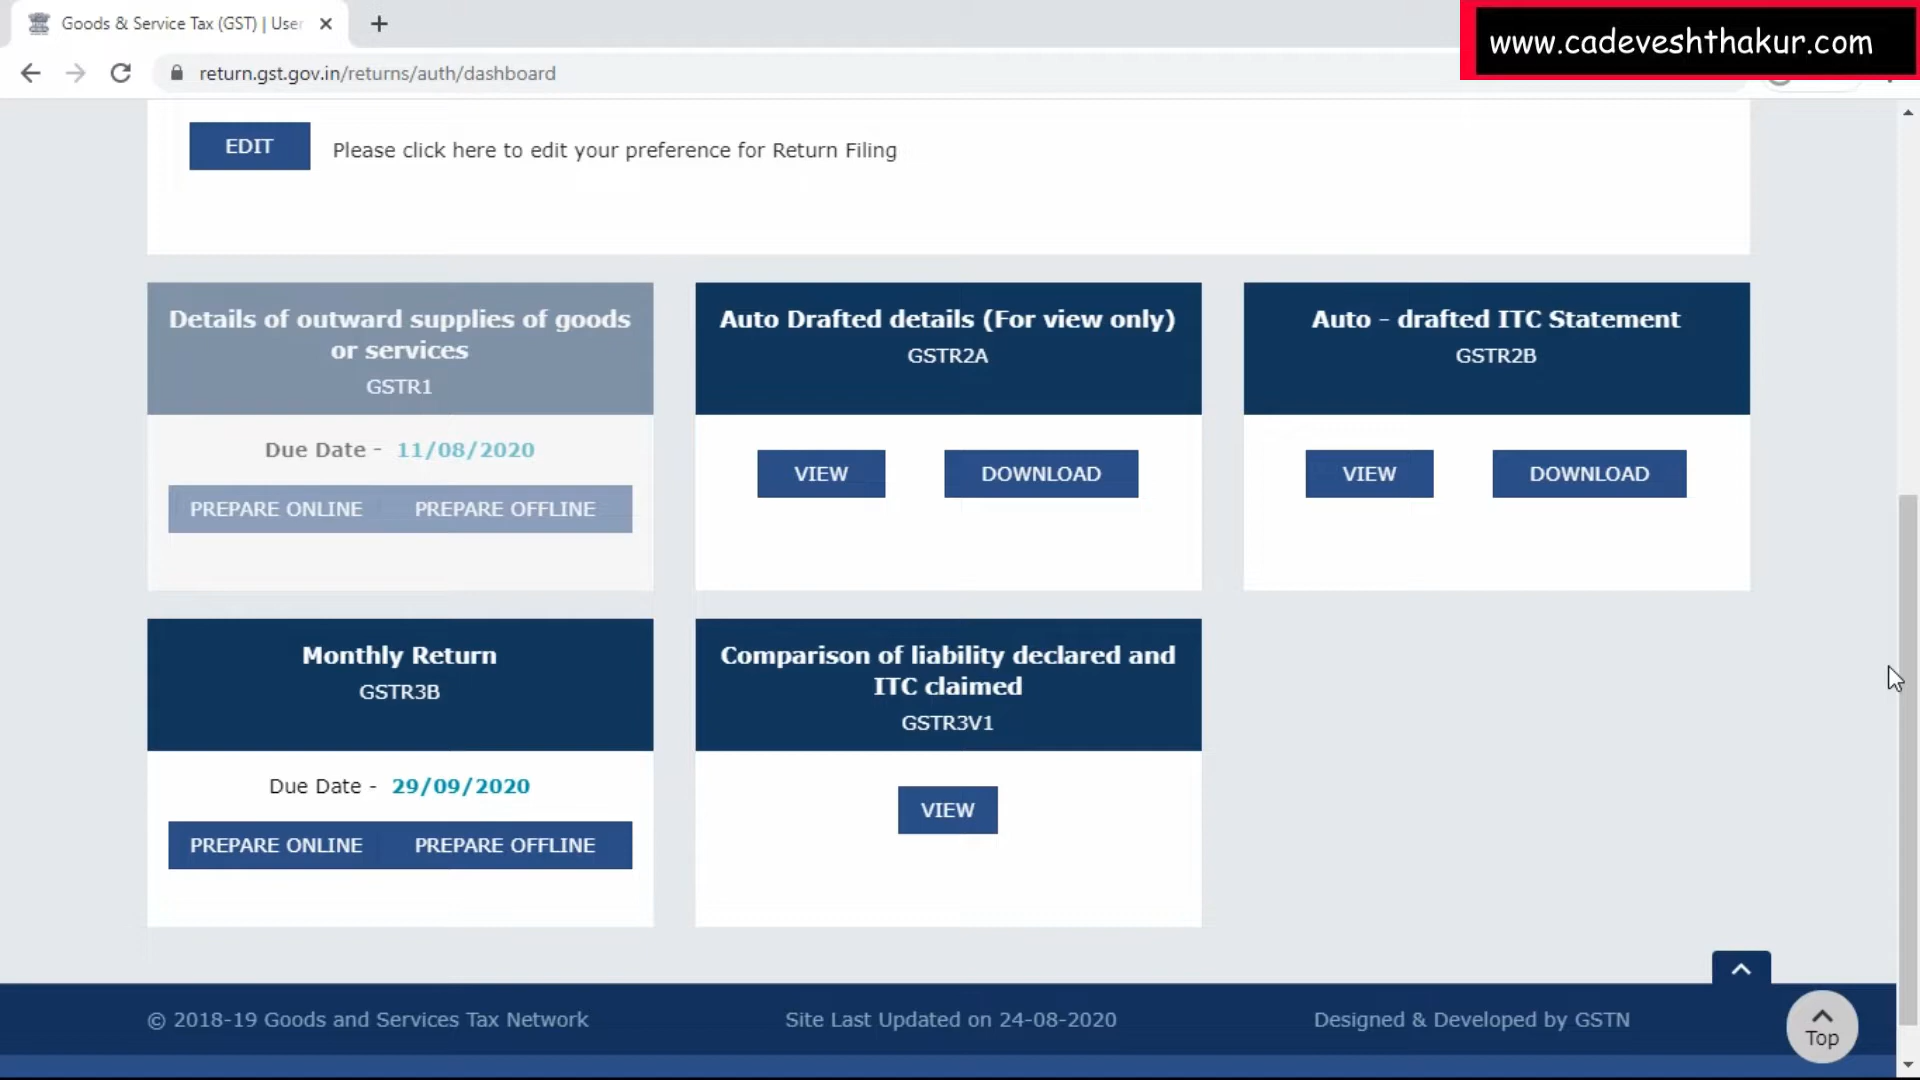 Goods & Service Tax (GST) | User
www.cadeveshthakur.com
return.gst.gov.in/returns/auth/dashboard
EDIT
Please click here to edit your preference for Return Filing
Details of outward supplies of goods
or services
GSTR1
Due Date - 11/08/2020
PREPARE ONLINE
PREPARE OFFLINE
Auto Drafted details (For view only)
GSTR2A
VIEW
DOWNLOAD
Auto - drafted ITC Statement
GSTR2B
VIEW
DOWNLOAD
Monthly Return
GSTR3B
Due Date - 29/09/2020
PREPARE ONLINE
PREPARE OFFLINE
Comparison of liability declared and
ITC claimed
GSTR3V1
VIEW
© 2018-19 Goods and Services Tax Network
Site Last Updated on 24-08-2020
Designed & Developed by GSTN
Top